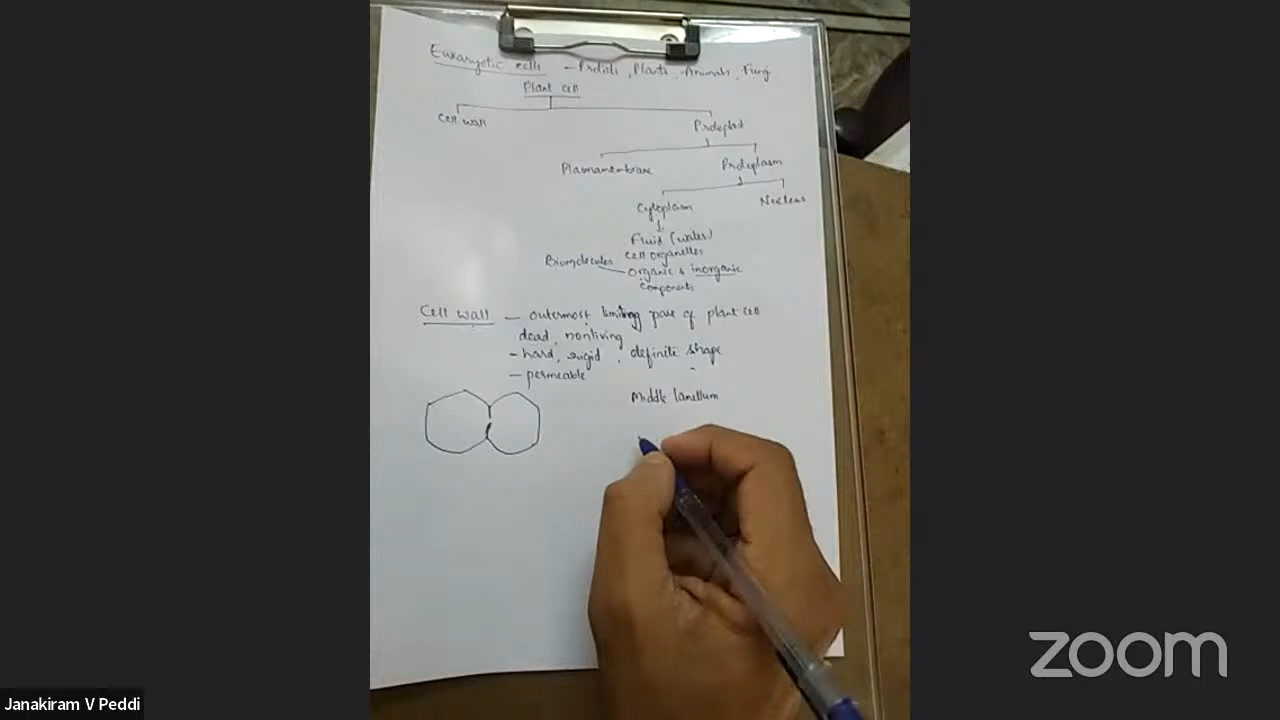 Eukaryotic cells - Protists, Plants, Animals, Fungi
Plant cell
Cell wall
Protoplast
Plasmamembrane
Protoplasm
Cytoplasm
Nucleus
Fluid (water)
cell organelles
Biomolecules
organic & inorganic
components
Cell wall - outermost limiting part of plant cell
dead, nonliving
- hard, rigid, definite shape
- permeable
Middle lamellum
zoom
Janakiram V Peddi